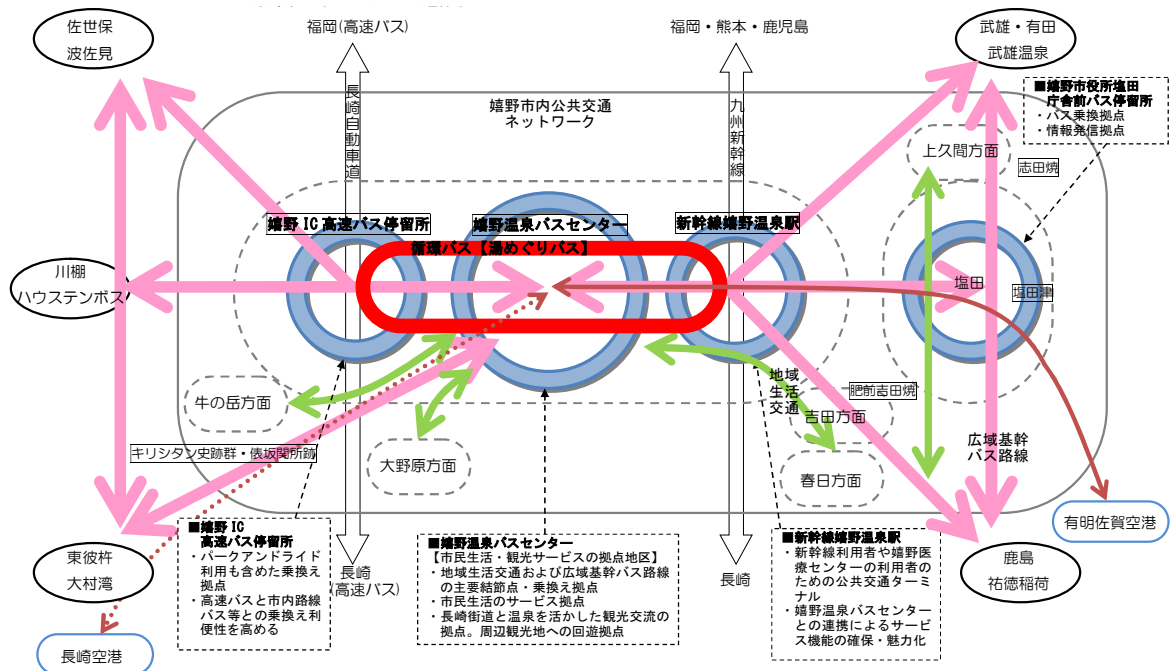 福岡(高速バス)
福岡・熊本・鹿児島
佐世保
波佐見
武雄・有田
武雄温泉
長崎自動車道
嬉野市内公共交通
ネットワーク
九州新幹線
■嬉野市役所塩田
庁舎前バス停留所
・バス乗換拠点
・情報発信拠点
上久間方面
志田焼
嬉野 IC 高速バス停留所
嬉野温泉バスセンター
新幹線嬉野温泉駅
循環バス【湯めぐりバス】
川棚
ハウステンボス
塩田
塩田津
牛の岳方面
大野原方面
地域
生活
交通
肥前吉田焼
吉田方面
春日方面
広域基幹
バス路線
キリシタン史跡群・俵坂関所跡
有明佐賀空港
東彼杵
大村湾
長崎空港
■嬉野 IC
高速バス停留所
・パークアンドライド
利用も含めた乗換え
拠点
・高速バスと市内路線
バス等との乗換え利
便性を高める
長崎
(高速バス)
■嬉野温泉バスセンター
【市民生活・観光サービスの拠点地区】
・地域生活交通および広域基幹バス路線
の主要結節点・乗換え拠点
・市民生活のサービス拠点
・長崎街道と温泉を活かした観光交流の
拠点。周辺観光地への回遊拠点
長崎
■新幹線嬉野温泉駅
・新幹線利用者や嬉野医
療センターの利用者の
ための公共交通ターミ
ナル
・嬉野温泉バスセンター
との連携によるサービ
ス機能の確保・魅力化
鹿島
祐徳稲荷